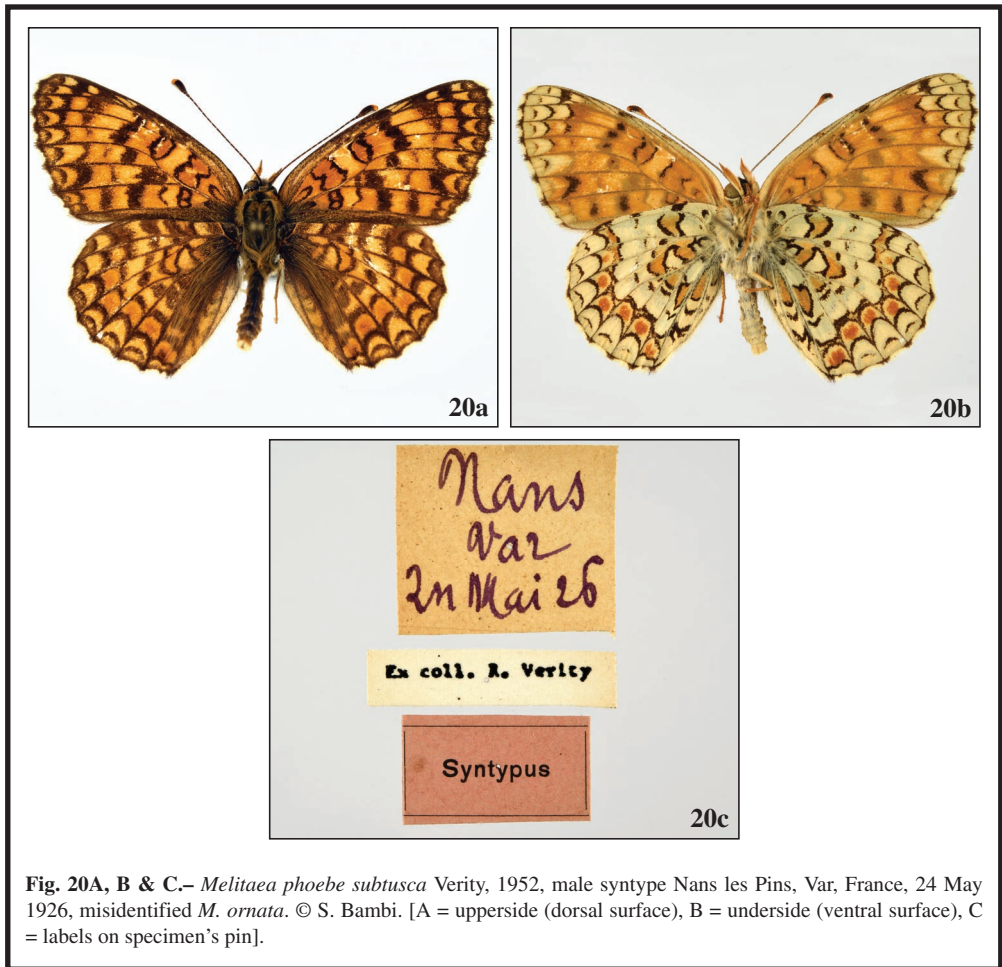 20a
20b
Nans
Var
24 Mai 26
Ex coll. R. Verity
Syntypus
20c
Fig. 20A, B & C.– Melitaea phoebe subtusca Verity, 1952, male syntype Nans les Pins, Var, France, 24 May
1926, misidentified M. ornata. © S. Bambi. [A = upperside (dorsal surface), B = underside (ventral surface), C
= labels on specimen's pin].